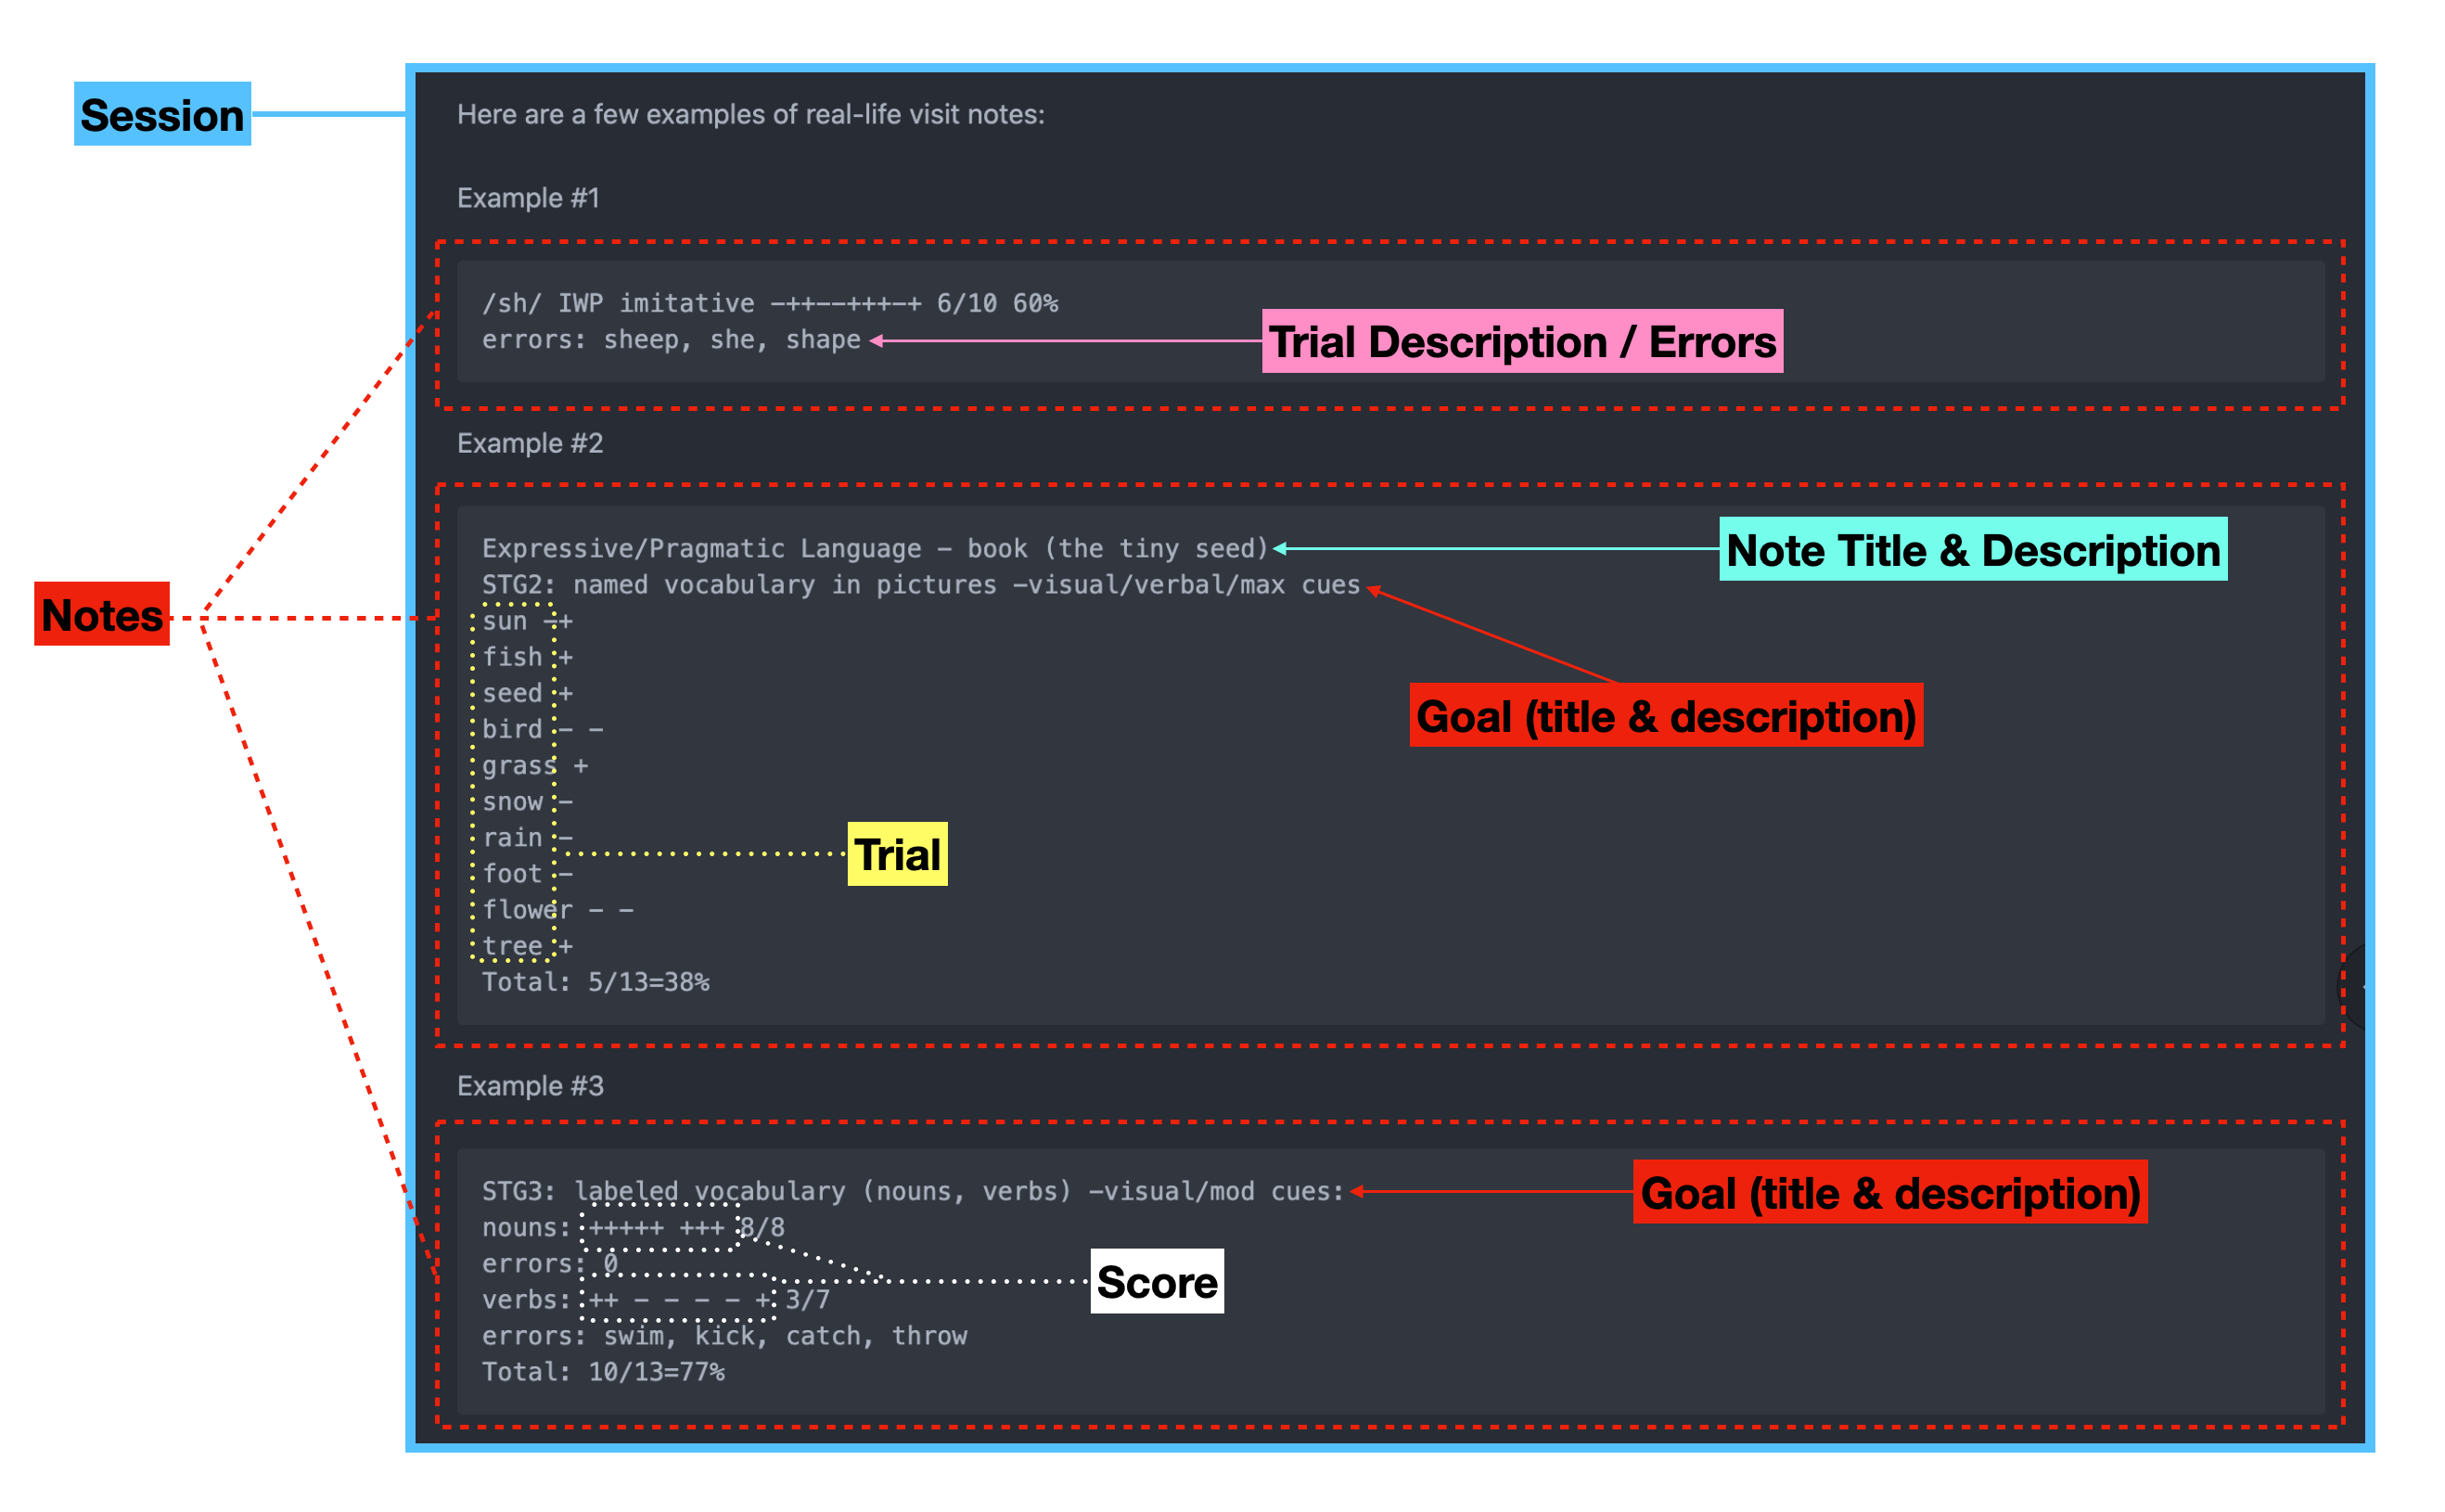 Session
Here are a few examples of real-life visit notes:
Example #1
/sh/ IWP imitative −++−−+++−+ 6/10 60%
errors: sheep, she, shape
Trial Description / Errors
Example #2
Expressive/Pragmatic Language − book (the tiny seed)
Note Title & Description
STG2: named vocabulary in pictures −visual/verbal/max cues
Notes
sun −+
fish +
seed +
Goal (title & description)
bird − −
grass +
snow −
rain −
Trial
foot −
flower − −
tree +
Total: 5/13=38%
Example #3
STG3: labeled vocabulary (nouns, verbs) −visual/mod cues:
Goal (title & description)
nouns: +++++ +++ 8/8
errors: 0
Score
verbs: ++ − − − − + 3/7
errors: swim, kick, catch, throw
Total: 10/13=77%